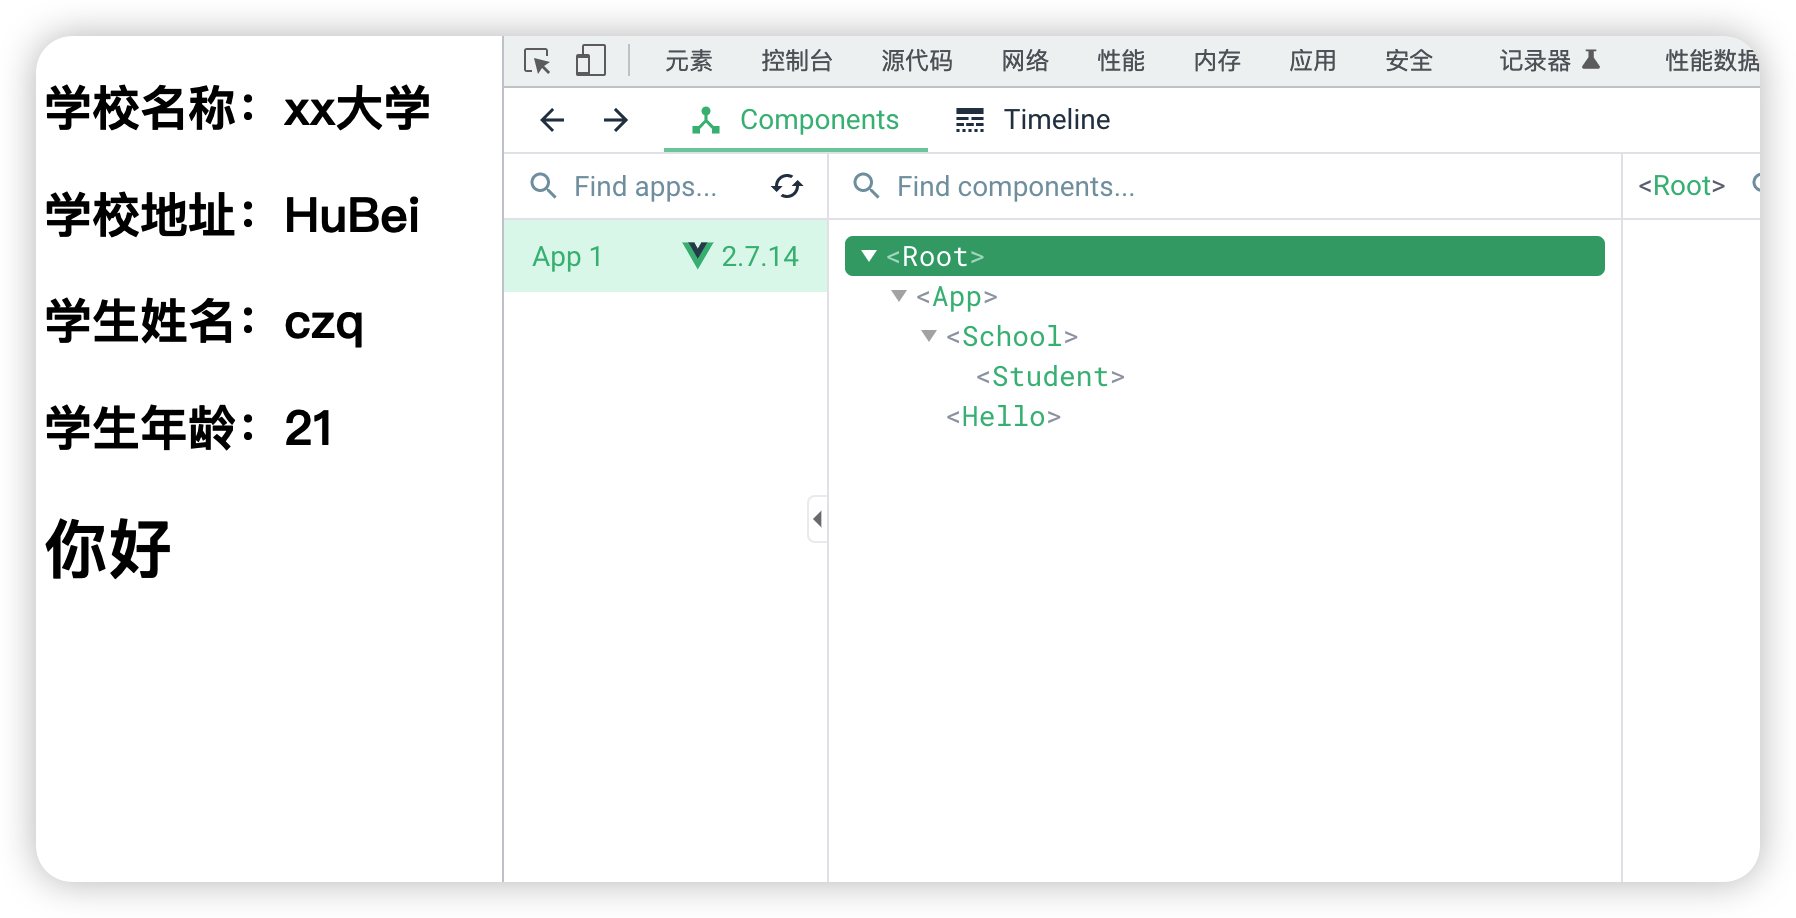 学校名称：xx大学
学校地址：HuBei
学生姓名：czq
学生年龄：21
你好
元素 控制台 源代码 网络 性能 内存 应用 安全 记录器 性能数据
Components Timeline
Find apps... Find components... <Root>
App 1 2.7.14
<Root>
<App>
<School>
<Student>
<Hello>